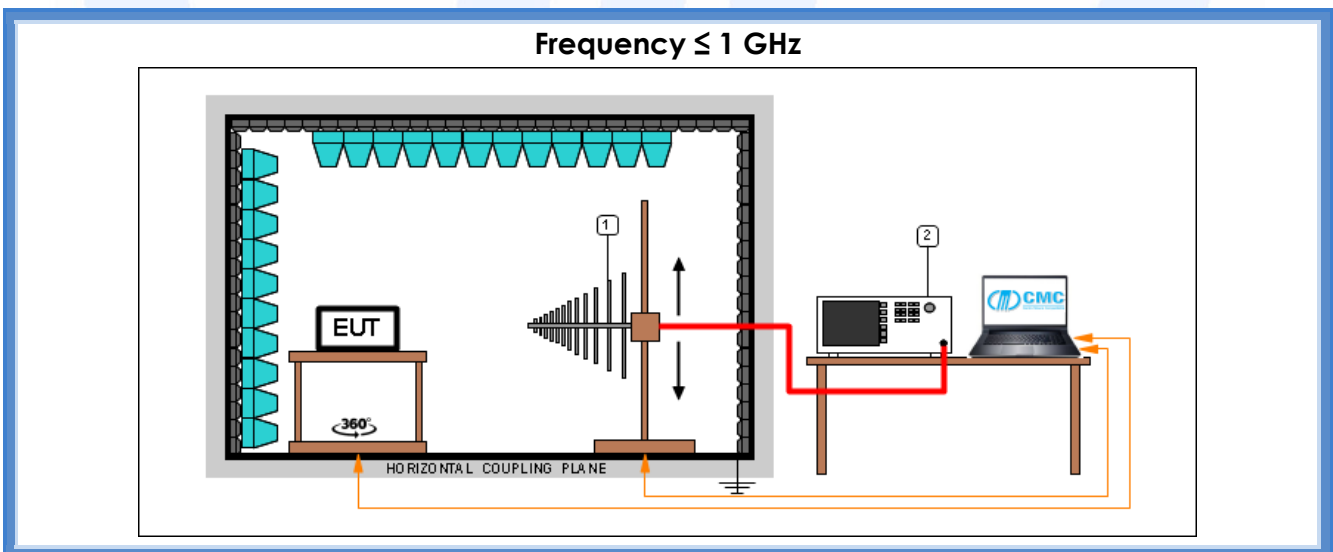 Frequency ≤ 1 GHz
1
2
CMC
EUT
360°
HORIZONTAL COUPLING PLANE